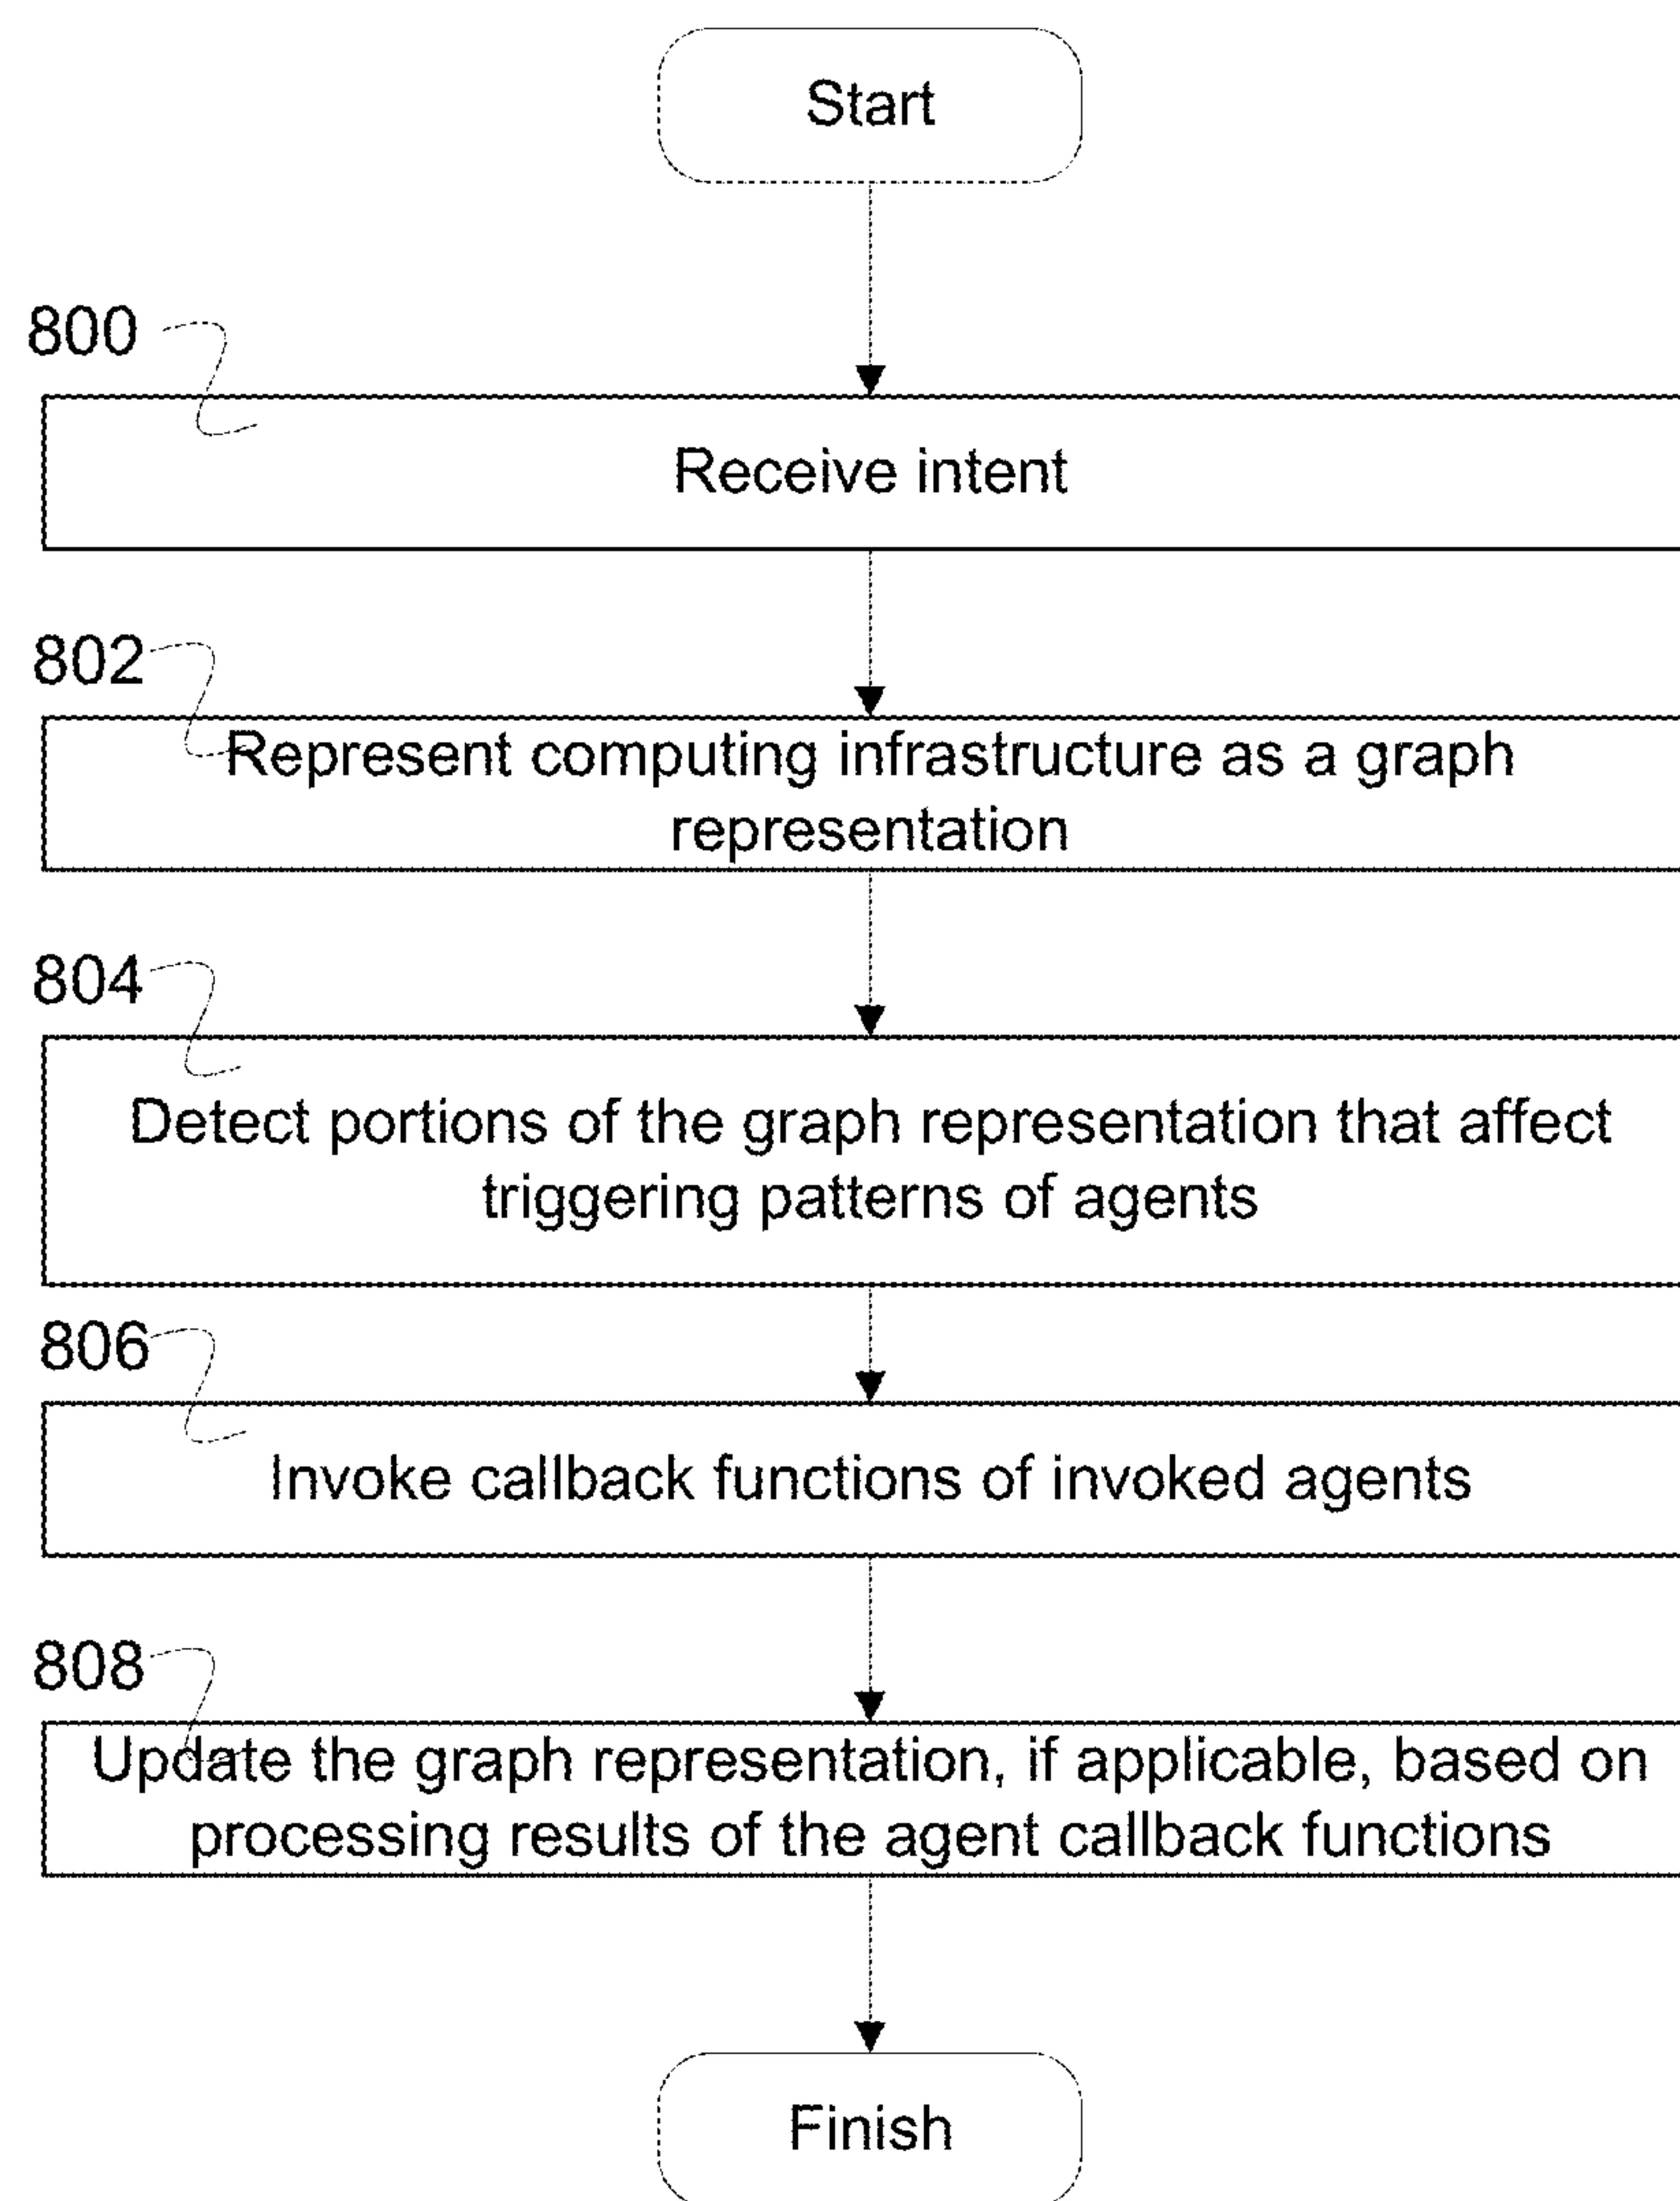 Start
800
Receive intent
802
Represent computing infrastructure as a graph
representation
804
Detect portions of the graph representation that affect
triggering patterns of agents
806
Invoke callback functions of invoked agents
808
Update the graph representation, if applicable, based on
processing results of the agent callback functions
Finish